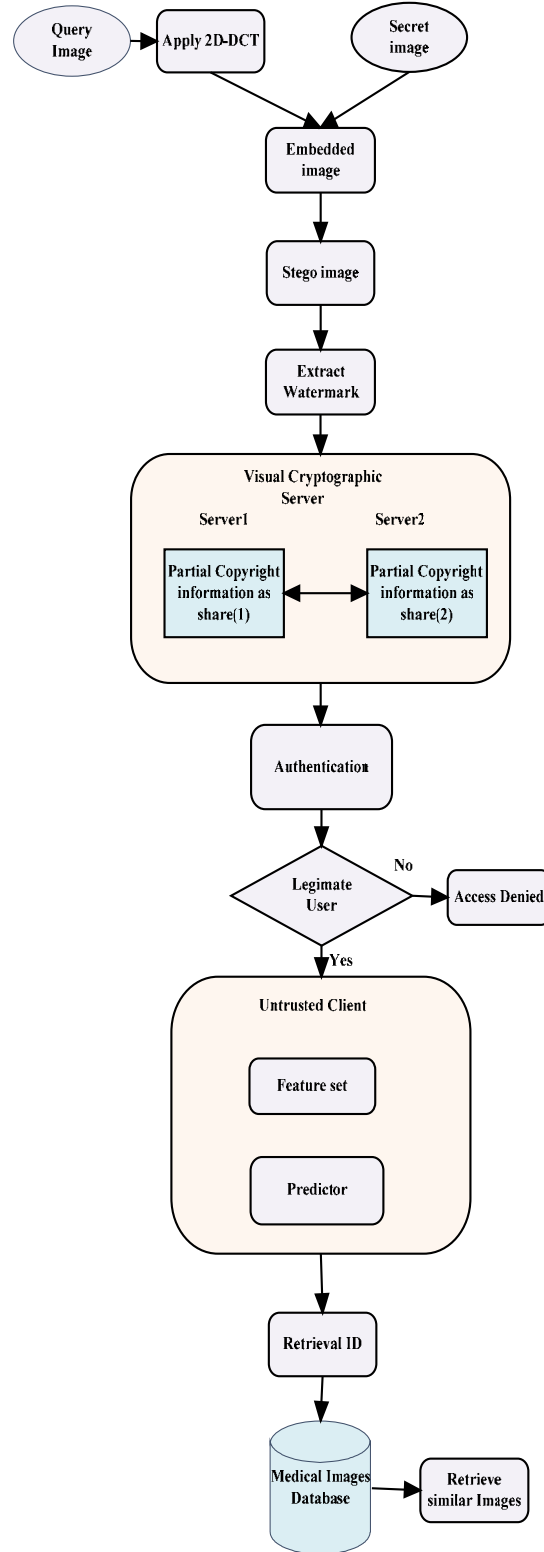 Query
Image
Apply 2D-DCT
Secret
image
Embedded
image
Stego image
Extract
Watermark
Visual Cryptographic
Server
Server1
Server2
Partial Copyright
information as
share(1)
Partial Copyright
information as
share(2)
Authentication
Legimate
User
No
Access Denied
Yes
Untrusted Client
Feature set
Predictor
Retrieval ID
Medical Images
Database
Retrieve
similar Images